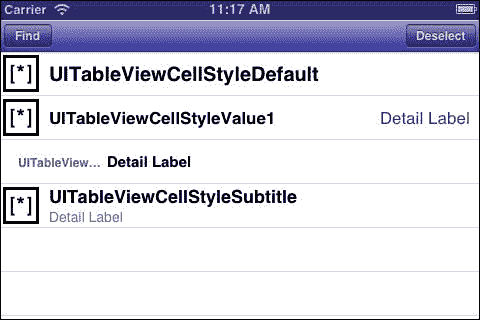 Carrier 11:17 AM
Find Deselect
[*] UITableViewCellStyleDefault
[*] UITableViewCellStyleValue1 Detail Label
UITableView... Detail Label
[*] UITableViewCellStyleSubtitle
Detail Label